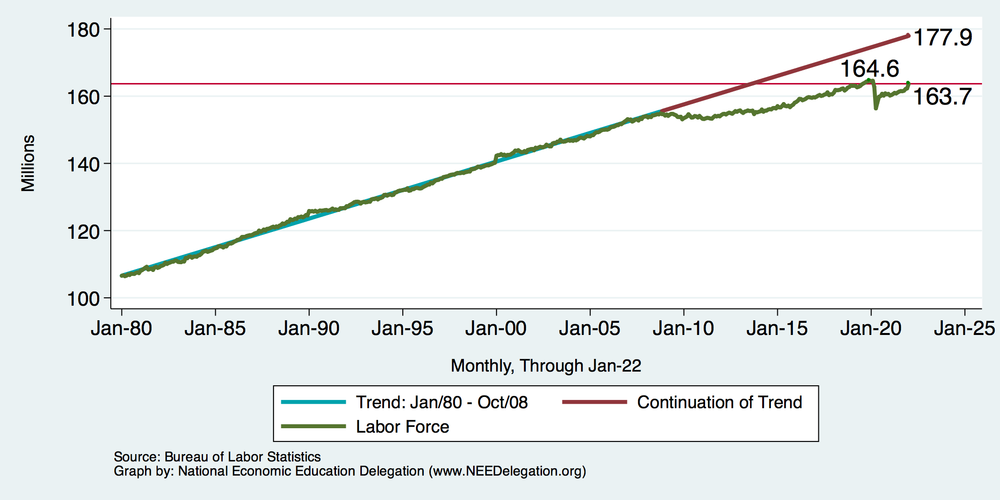 180
177.9
164.6
160
163.7
140
120
100
Millions
Jan-80 Jan-85 Jan-90 Jan-95 Jan-00 Jan-05 Jan-10 Jan-15 Jan-20 Jan-25
Monthly, Through Jan-22
Trend: Jan/80 - Oct/08 Continuation of Trend
Labor Force
Source: Bureau of Labor Statistics
Graph by: National Economic Education Delegation (www.NEEDelegation.org)